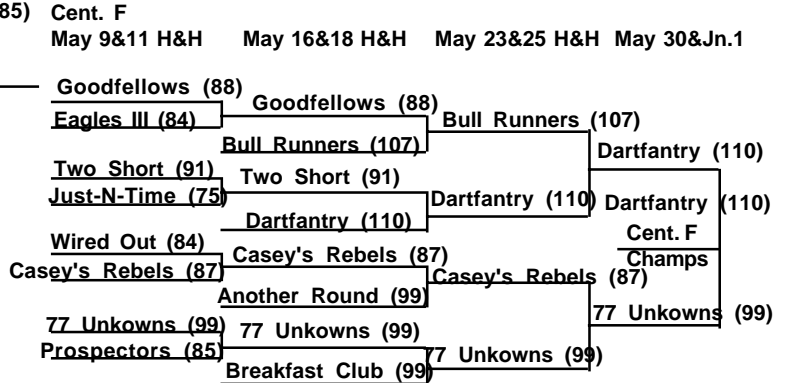 85) Cent. F
May 9&11 H&H May 16&18 H&H May 23&25 H&H May 30&Jn.1
Goodfellows (88)
Goodfellows (88)
Eagles III (84)
Bull Runners (107)
Bull Runners (107)
Dartfantry (110)
Two Short (91)
Two Short (91)
Just-N-Time (75)
Dartfantry (110)
Dartfantry (110)
Dartfantry (110)
Cent. F
Champs
Wired Out (84)
Casey's Rebels (87)
Casey's Rebels (87)
Casey's Rebels (87)
Another Round (99)
77 Unkowns (99)
77 Unkowns (99)
77 Unkowns (99)
Prospectors (85)
77 Unkowns (99)
Breakfast Club (99)